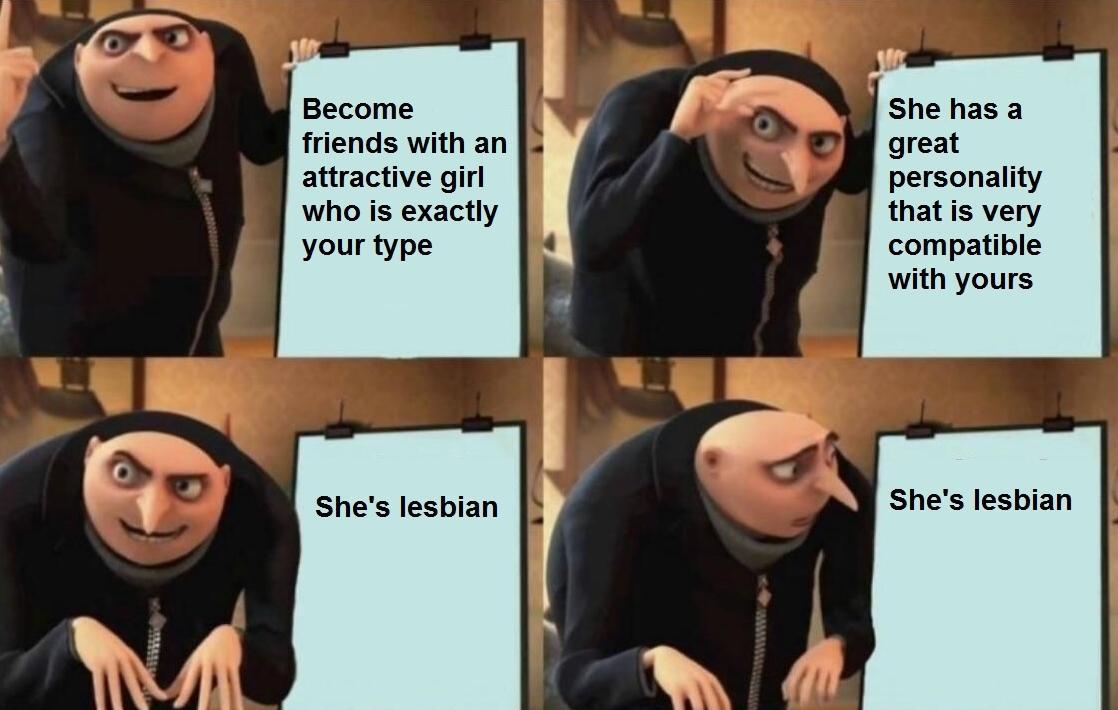 Become
friends with an
attractive girl
who is exactly
your type
She has a
great
personality
that is very
compatible
with yours
She's lesbian
She's lesbian